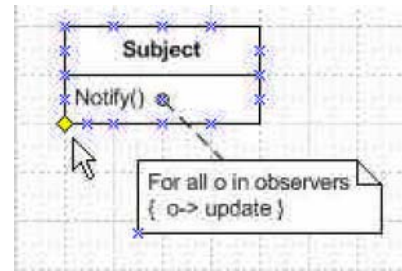 Subject
Notify()
For all o in observers
{ o-> update }